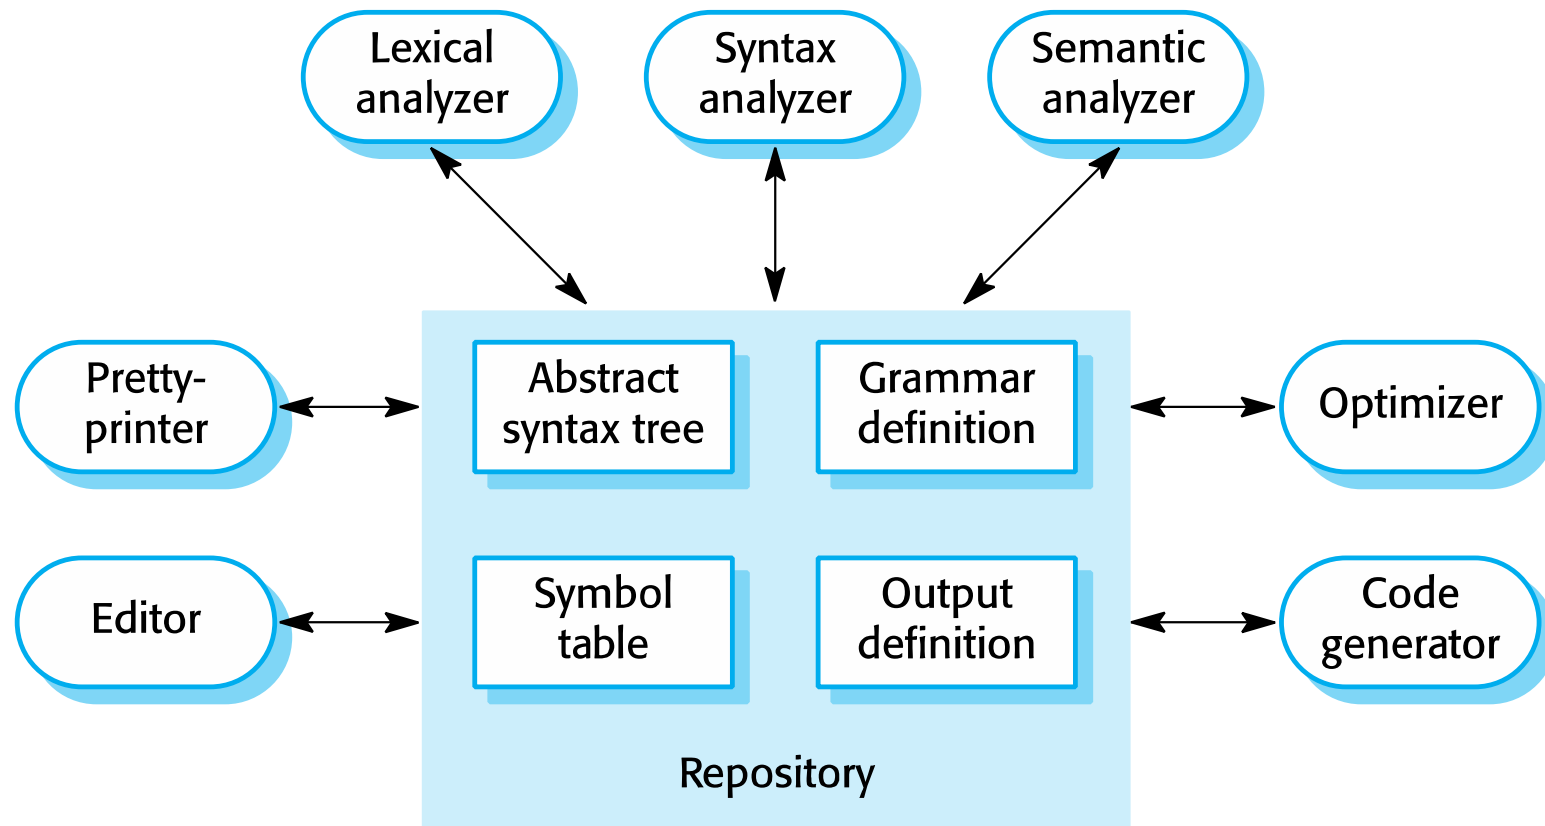 Lexical
analyzer
Syntax
analyzer
Semantic
analyzer
Pretty-
printer
Abstract
syntax tree
Grammar
definition
Optimizer
Editor
Symbol
table
Output
definition
Code
generator
Repository